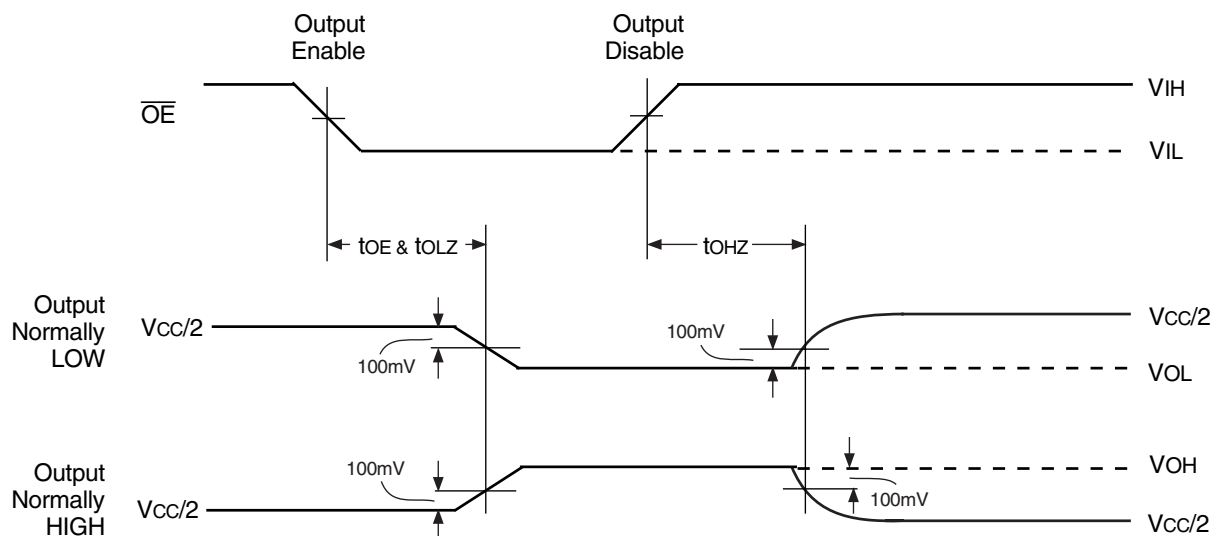 Output
Enable
Output
Disable
OE
VIH
VIL
tOE & tOLZ
tOHZ
Output
Normally
LOW
VCC/2
100mV
100mV
VCC/2
VOL
Output
Normally
HIGH
100mV
VCC/2
VOH
100mV
VCC/2